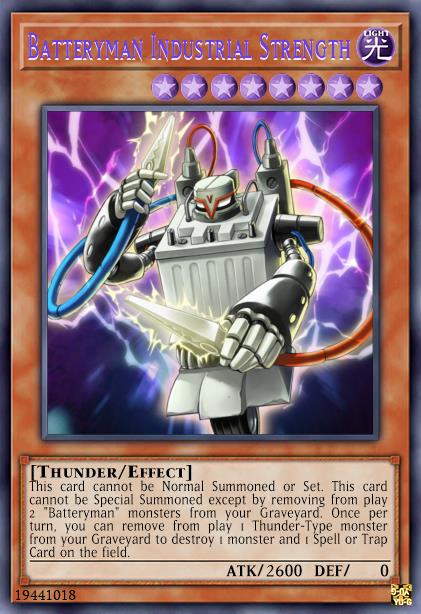 Batteryman Industrial Strength
LIGHT
光
[Thunder/Effect]
This card cannot be Normal Summoned or Set. This card
cannot be Special Summoned except by removing from play
2 "Batteryman" monsters from your Graveyard. Once per
turn, you can remove from play 1 Thunder-Type monster
from your Graveyard to destroy 1 monster and 1 Spell or Trap
Card on the field.
ATK/2600 DEF/ 0
19441018